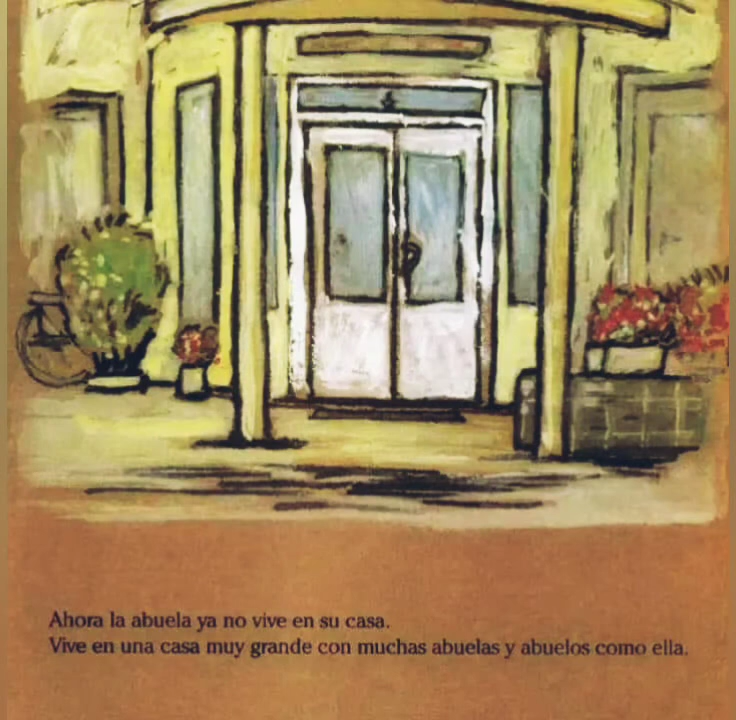 Ahora la abuela ya no vive en su casa.
Vive en una casa muy grande con muchas abuelas y abuelos como ella.